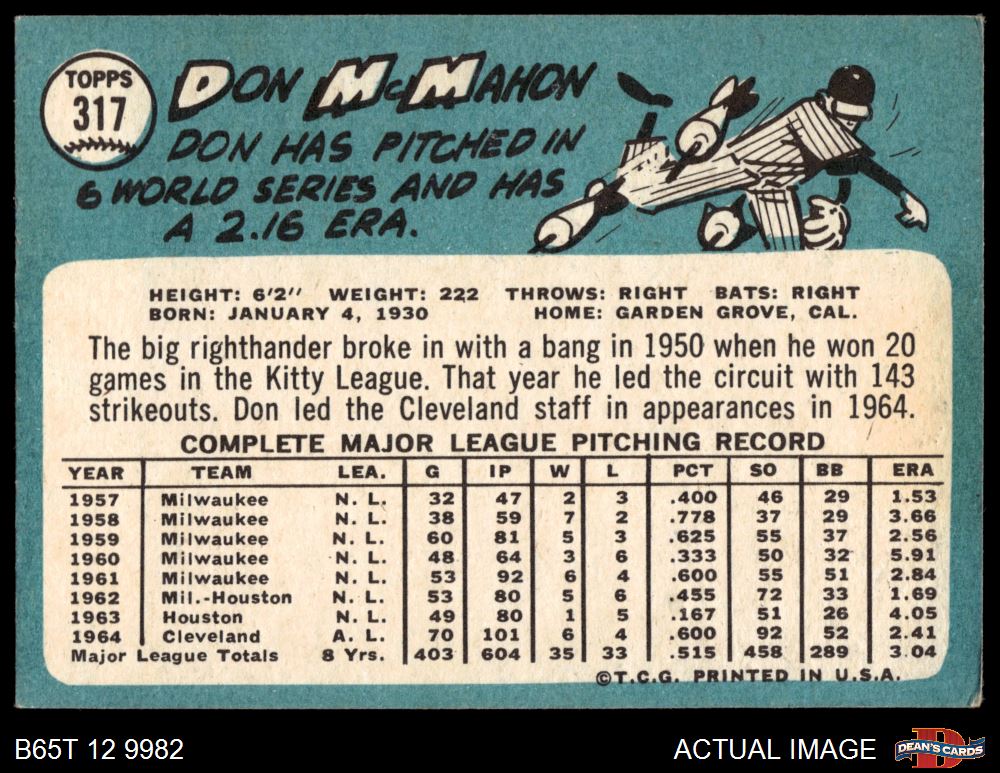 TOPPS
317
DON McMAHON
DON HAS PITCHED IN
6 WORLD SERIES AND HAS
A 2.16 ERA.
HEIGHT: 6'2" WEIGHT: 222 THROWS: RIGHT BATS: RIGHT
BORN: JANUARY 4, 1930 HOME: GARDEN GROVE, CAL.
The big righthander broke in with a bang in 1950 when he won 20
games in the Kitty League. That year he led the circuit with 143
strikeouts. Don led the Cleveland staff in appearances in 1964.
COMPLETE MAJOR LEAGUE PITCHING RECORD
YEAR TEAM LEA. G IP W L PCT SO BB ERA
1957 Milwaukee N. L. 32 47 2 3 .400 46 29 1.53
1958 Milwaukee N. L. 38 59 7 2 .778 37 29 3.66
1959 Milwaukee N. L. 60 81 5 3 .625 55 37 2.56
1960 Milwaukee N. L. 48 64 3 6 .333 50 32 5.91
1961 Milwaukee N. L. 53 92 6 4 .600 55 51 2.84
1962 Mil.-Houston N. L. 53 80 5 6 .455 72 33 1.69
1963 Houston N. L. 49 80 1 5 .167 51 26 4.05
1964 Cleveland A. L. 70 101 6 4 .600 92 52 2.41
Major League Totals 8 Yrs. 403 604 35 33 .515 458 289 3.04
©T.C.G. PRINTED IN U.S.A.
B65T 12 9982
ACTUAL IMAGE
D
DEAN'S CARDS